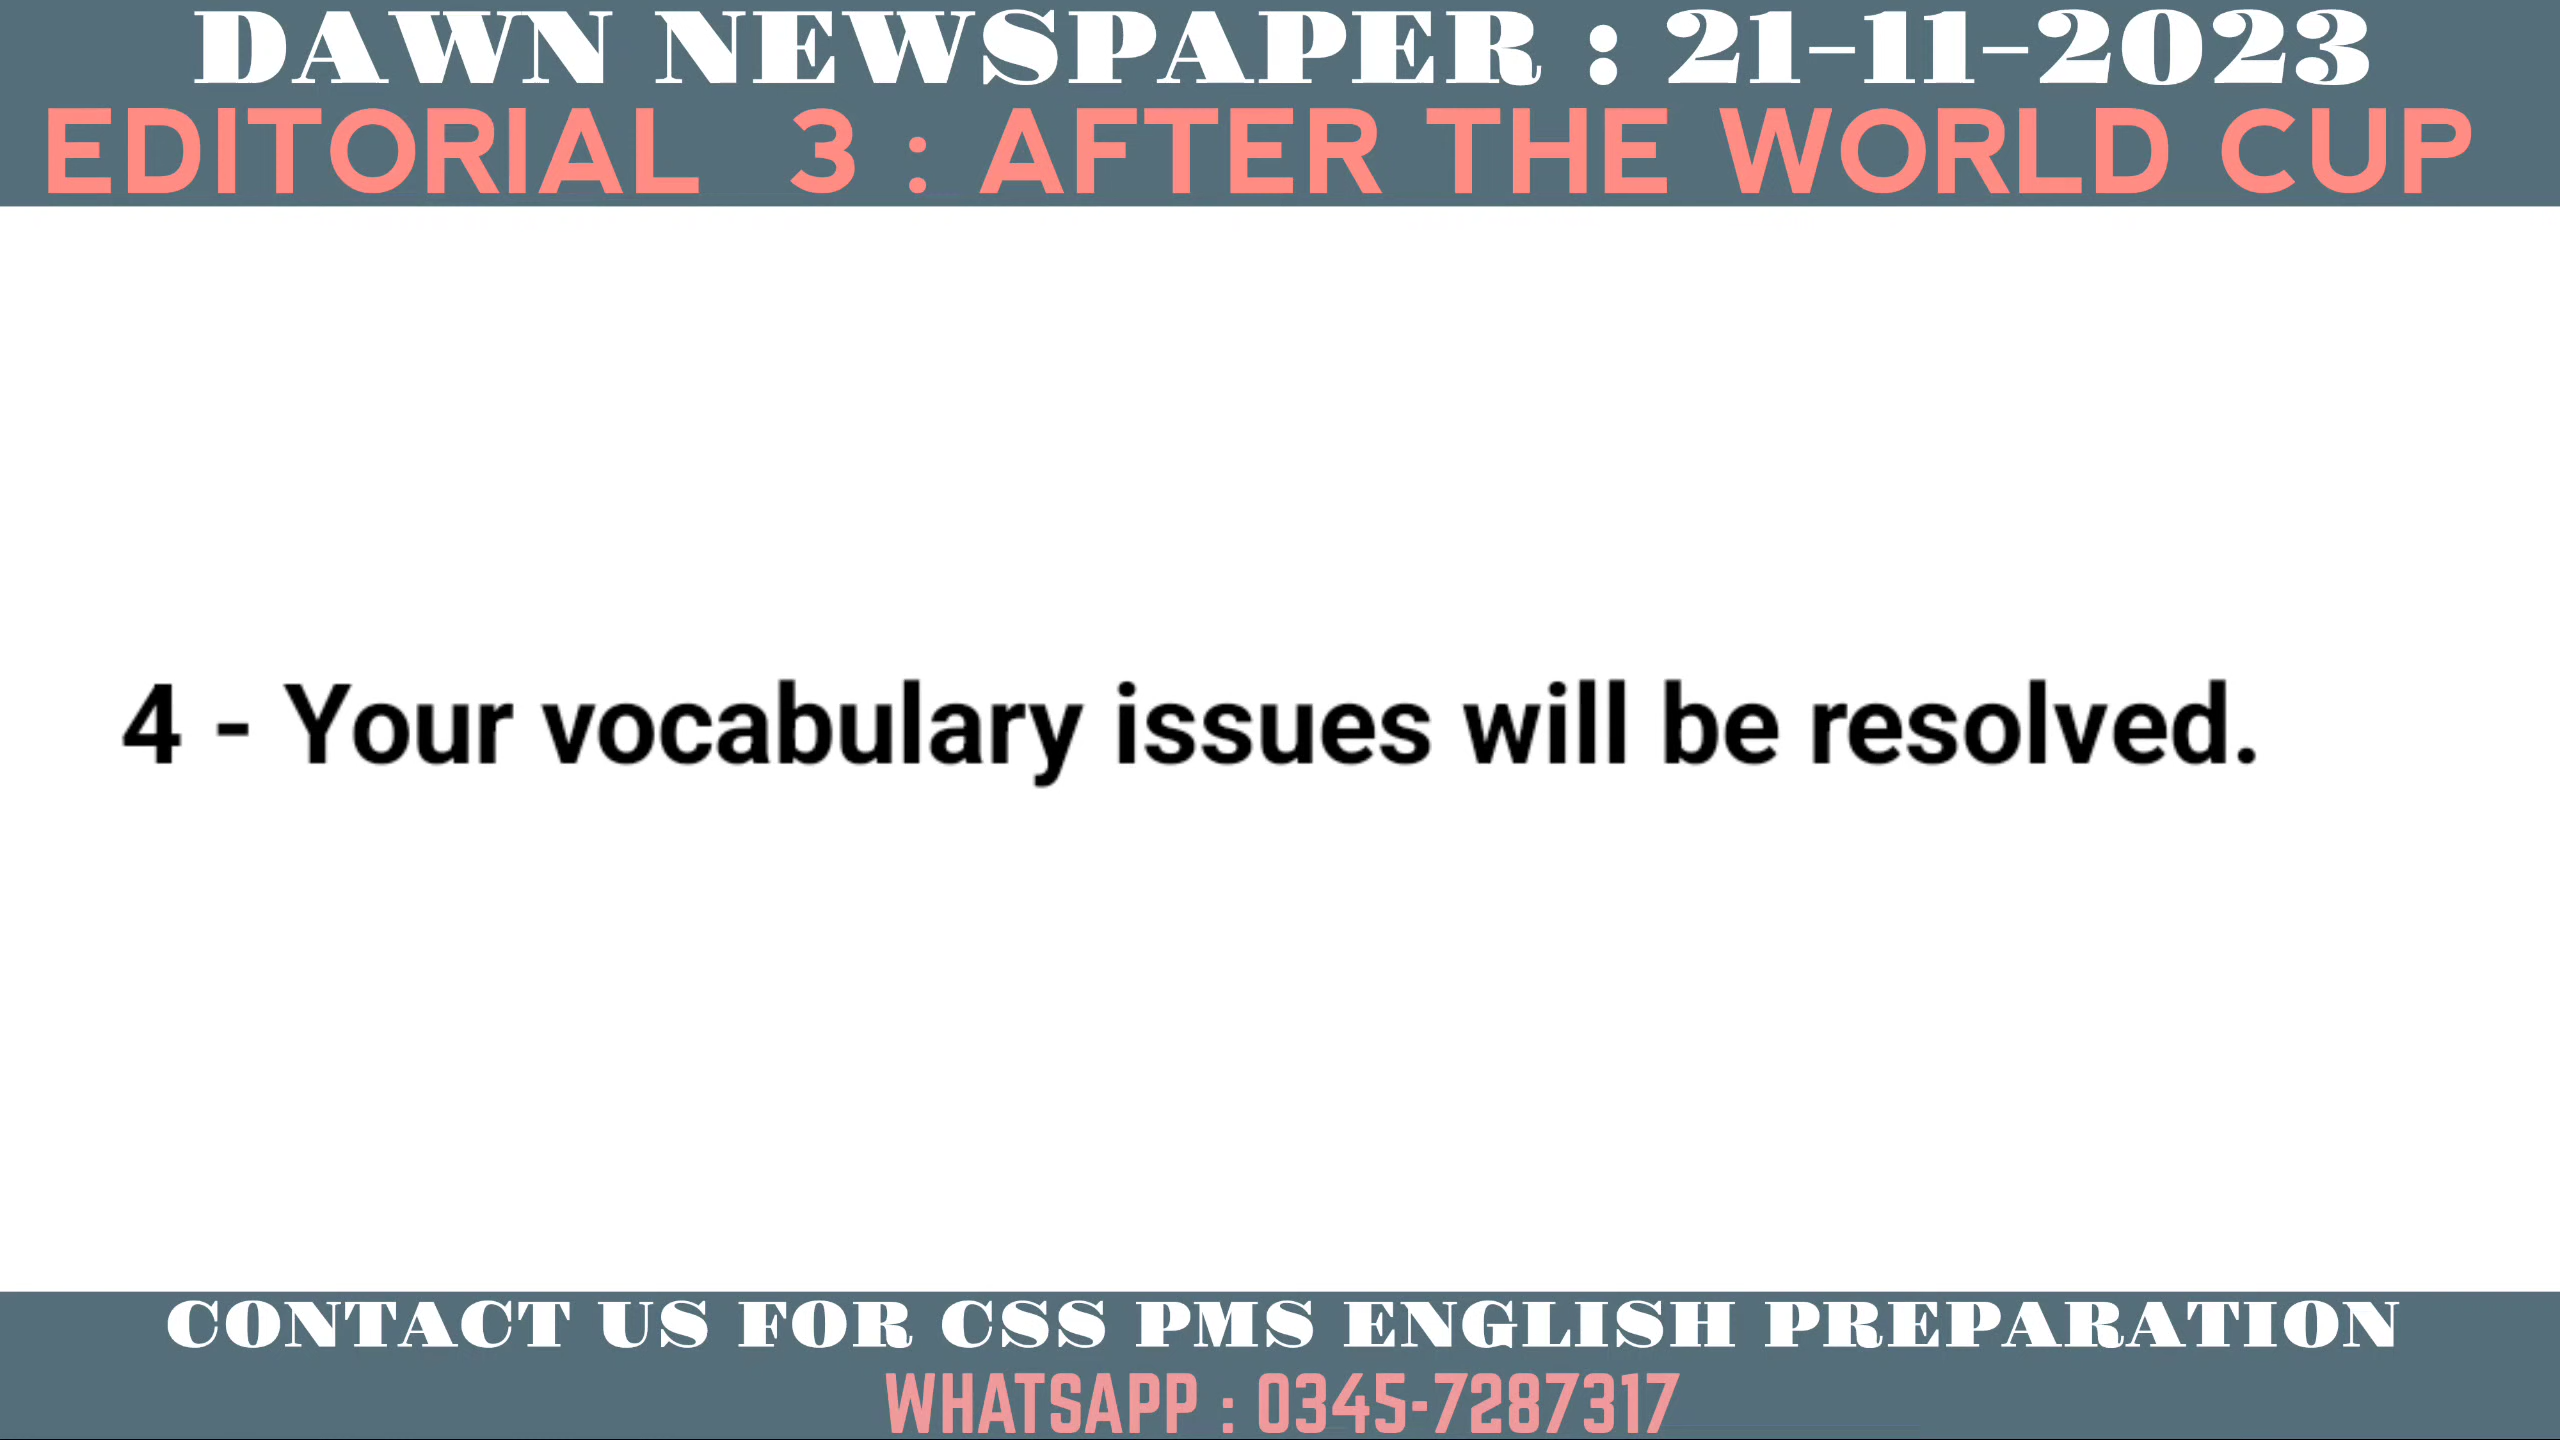 DAWN NEWSPAPER : 21-11-2023
EDITORIAL 3 : AFTER THE WORLD CUP
4 - Your vocabulary issues will be resolved.
CONTACT US FOR CSS PMS ENGLISH PREPARATION
WHATSAPP : 0345-7287317